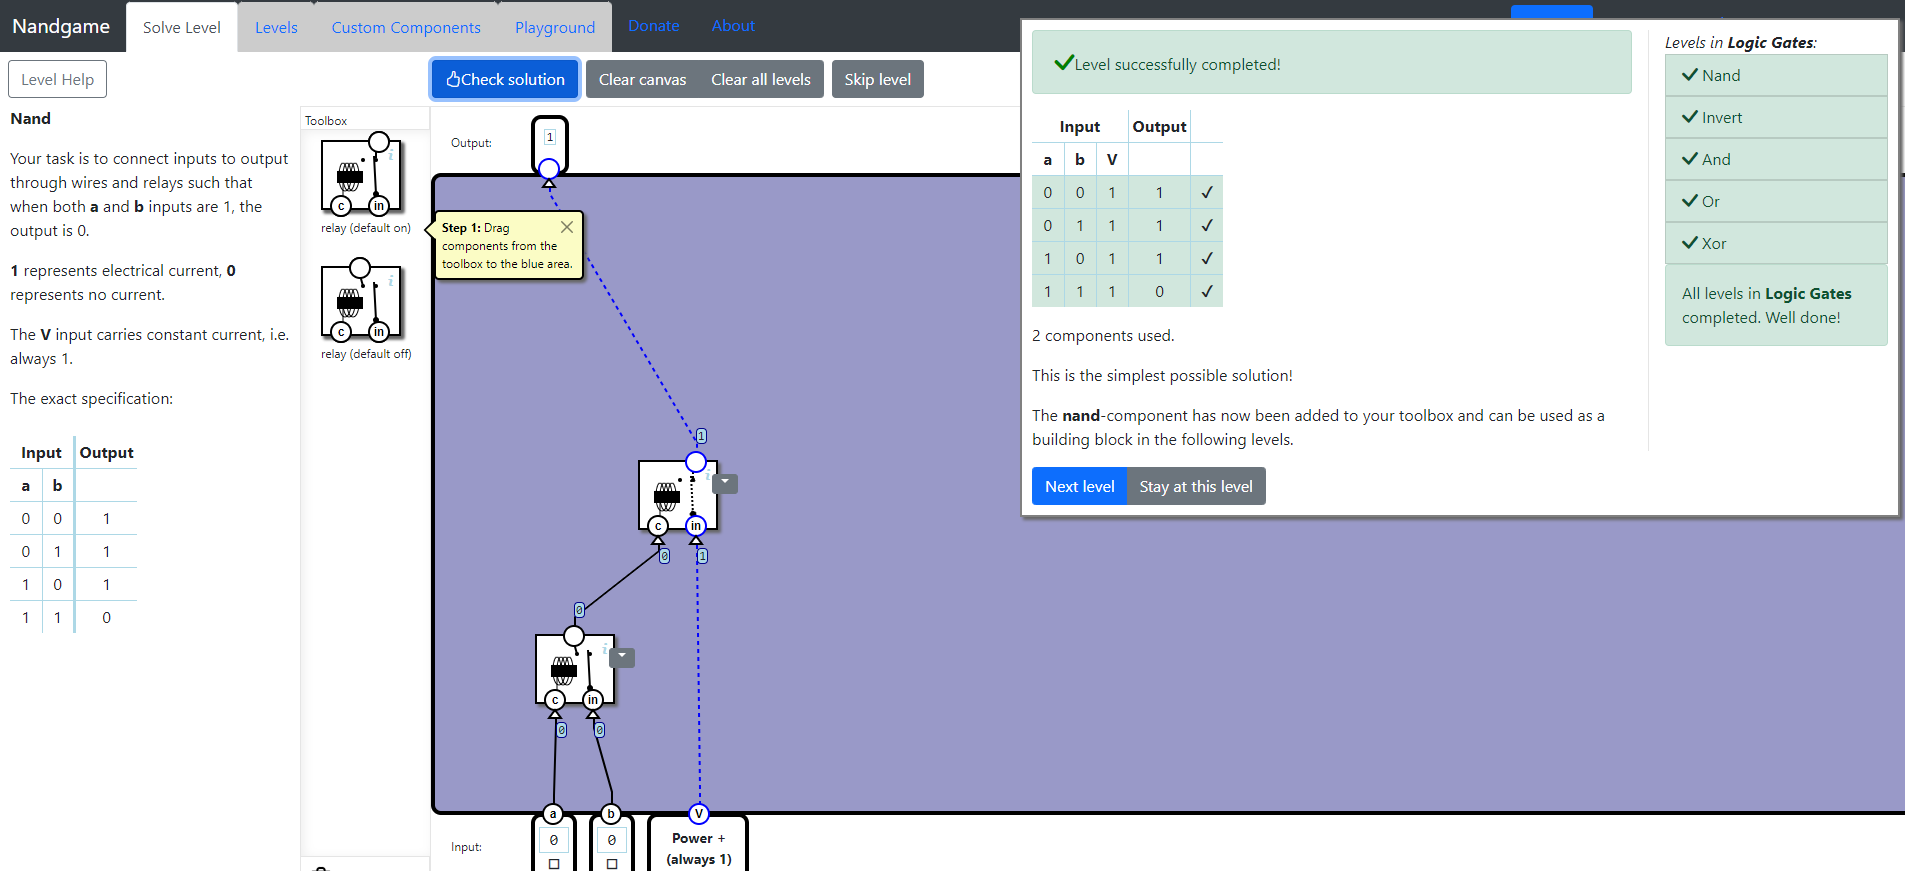 Nandgame
Solve Level
Levels
Custom Components
Playground
Donate
About
Level Help
Check solution
Clear canvas
Clear all levels
Skip level
Nand
Your task is to connect inputs to output
through wires and relays such that
when both a and b inputs are 1, the
output is 0.
1 represents electrical current, 0
represents no current.
The V input carries constant current, i.e.
always 1.
The exact specification:
Input Output
a b
0 0 1
0 1 1
1 0 1
1 1 0
Toolbox
i
c in
relay (default on)
i
c in
relay (default off)
Output:
1
Step 1: Drag
components from the
toolbox to the blue area.
1
i
c in
0 1
0
i
c in
0 0
a b V
Input:
0 0
Power +
(always 1)
Level successfully completed!
Input Output
a b V
0 0 1 1 ✓
0 1 1 1 ✓
1 0 1 1 ✓
1 1 1 0 ✓
2 components used.
This is the simplest possible solution!
The nand-component has now been added to your toolbox and can be used as a
building block in the following levels.
Next level
Stay at this level
Levels in Logic Gates:
Nand
Invert
And
Or
Xor
All levels in Logic Gates
completed. Well done!